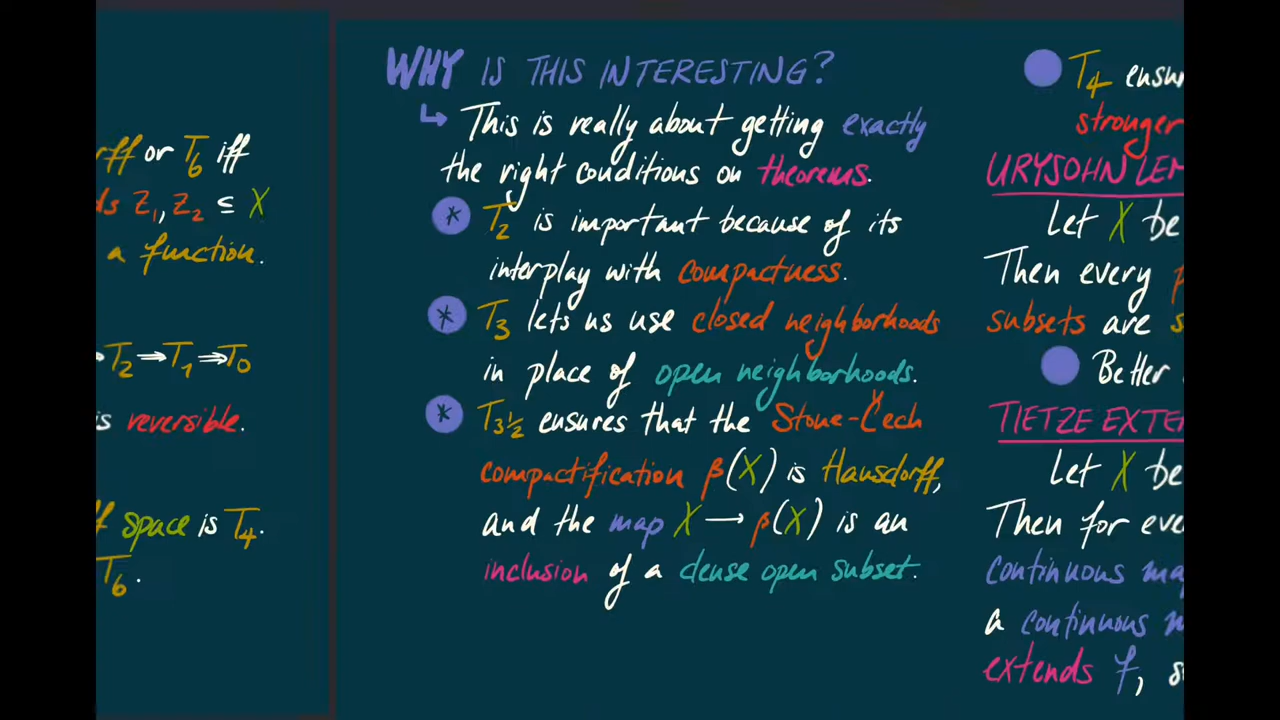 rff or T6 iff
ds Z1, Z2 ⊆ X
a function.
T2 ⇒ T1 ⇒ T0
is reversible.
ff space is T4.
T6.
WHY IS THIS INTERESTING?
↳ This is really about getting exactly
the right conditions on theorems.
* T2 is important because of its
interplay with compactness.
* T3 lets us use closed neighborhoods
in place of open neighborhoods.
* T3½ ensures that the Stone-Čech
compactification β(X) is Hausdorff,
and the map X → β(X) is an
inclusion of a dense open subset.
T4 ensur
stronger
URYSOHN LEM
Let X be
Then every p
subsets are s
Better
TIETZE EXTE
Let X be
Then for eve
continuous ma
a continuous m
extends f, s